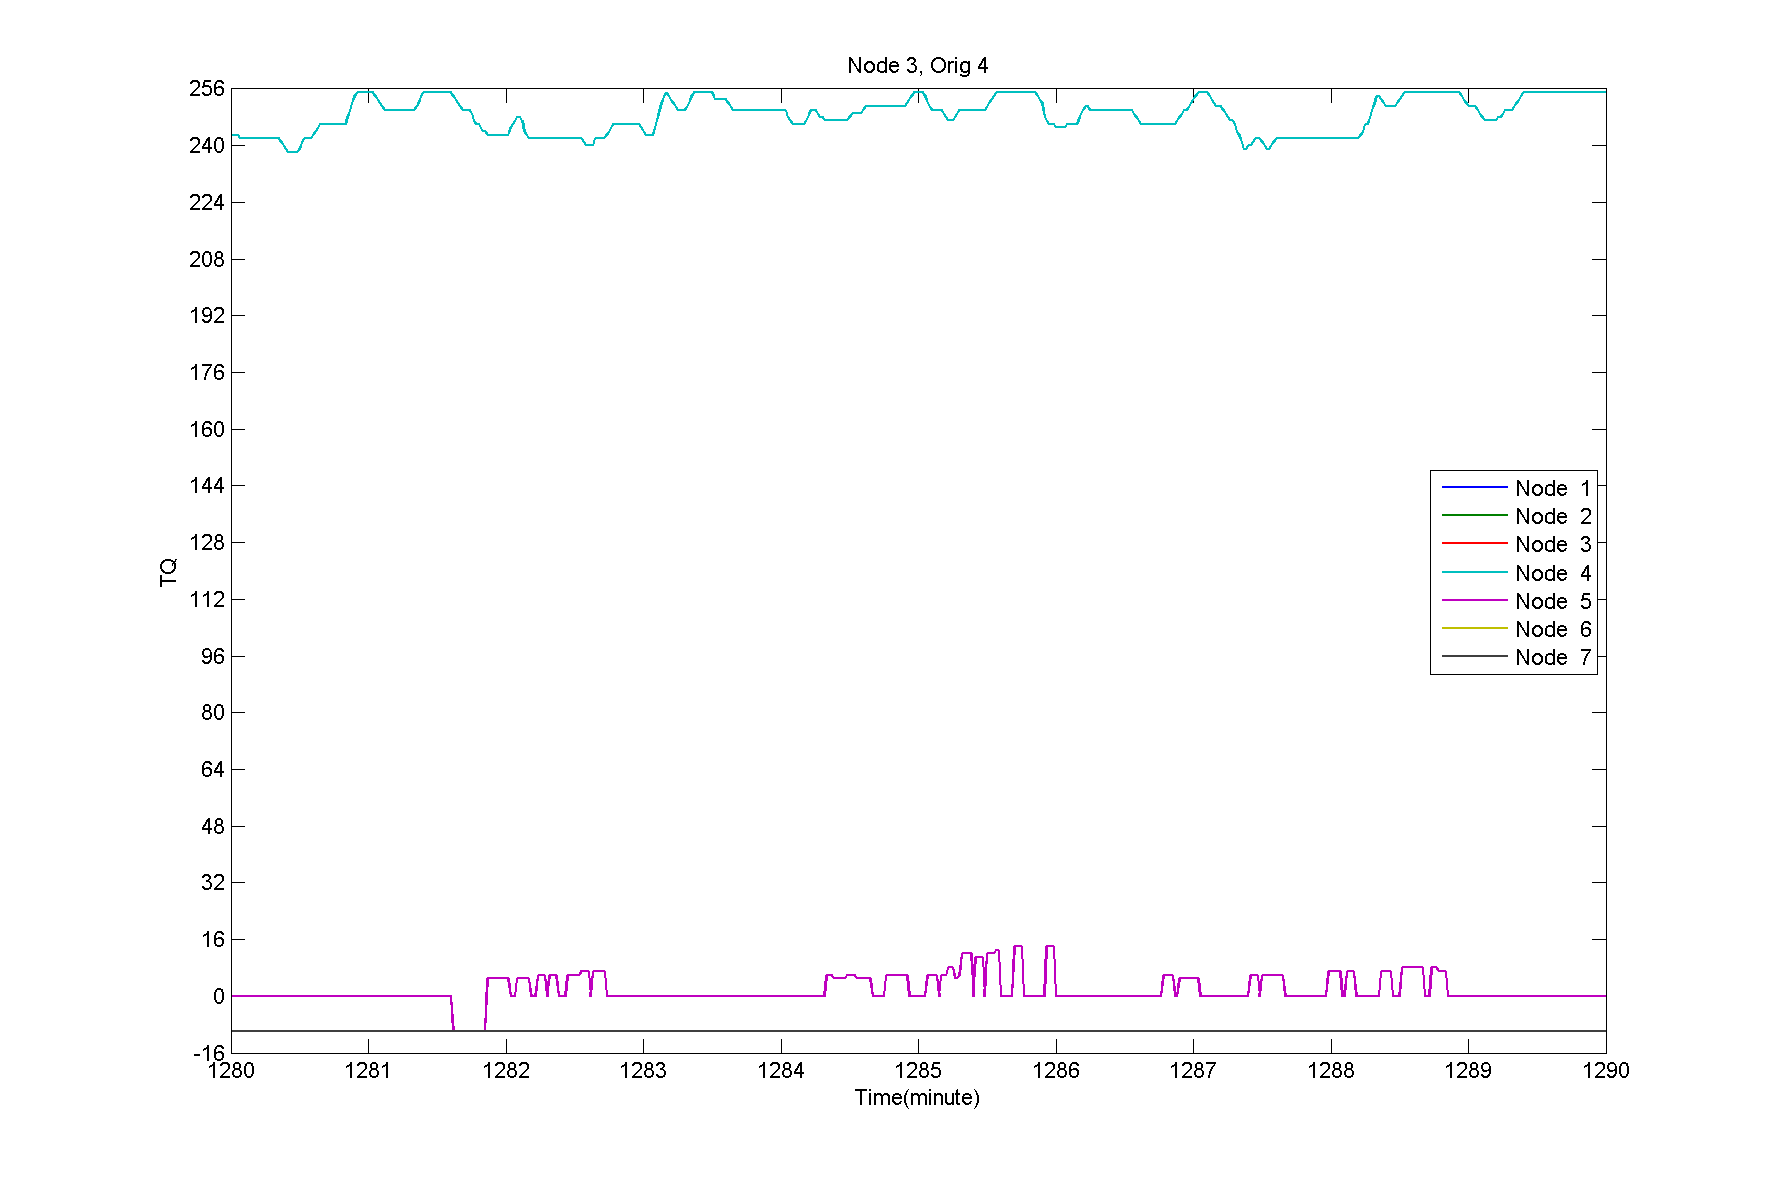 Node 3, Orig 4
256
240
224
208
192
176
160
144
128
112
96
80
64
48
32
16
0
-16
TQ
Node 1
Node 2
Node 3
Node 4
Node 5
Node 6
Node 7
1280 1281 1282 1283 1284 1285 1286 1287 1288 1289 1290
Time(minute)